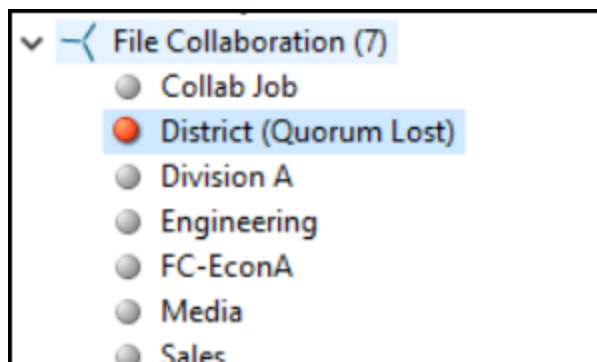 File Collaboration (7)
Collab Job
District (Quorum Lost)
Division A
Engineering
FC-EconA
Media
Sales